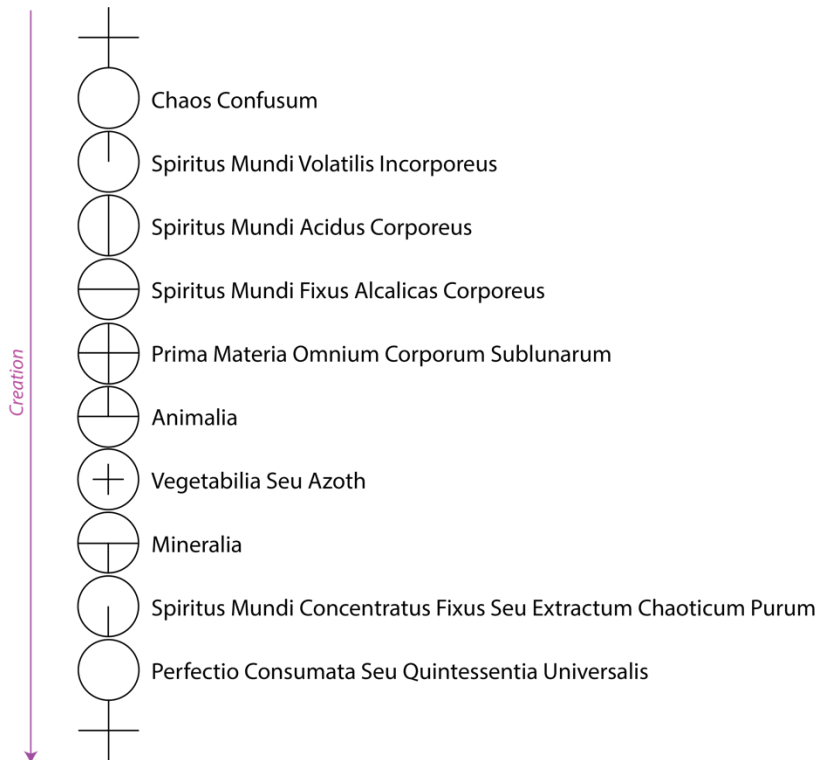 Chaos Confusum
Spiritus Mundi Volatilis Incorporeus
Spiritus Mundi Acidus Corporeus
Spiritus Mundi Fixus Alcalicas Corporeus
Prima Materia Omnium Corporum Sublunarum
Creation
Animalia
Vegetabilia Seu Azoth
Mineralia
Spiritus Mundi Concentratus Fixus Seu Extractum Chaoticum Purum
Perfectio Consumata Seu Quintessentia Universalis